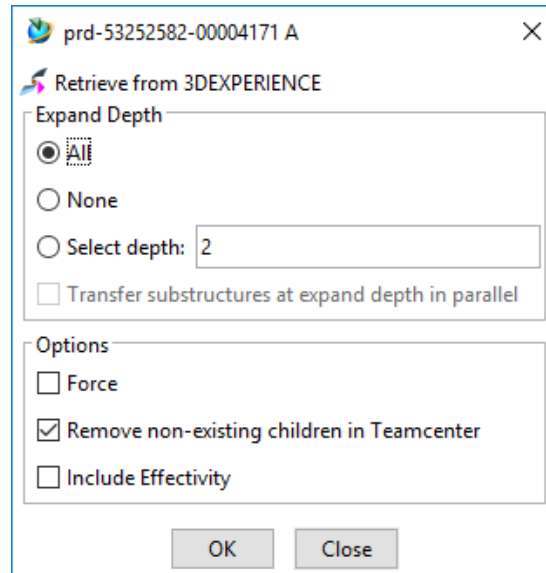 prd-53252582-00004171 A
Retrieve from 3DEXPERIENCE
Expand Depth
All
None
Select depth: 2
Transfer substructures at expand depth in parallel
Options
Force
Remove non-existing children in Teamcenter
Include Effectivity
OK Close